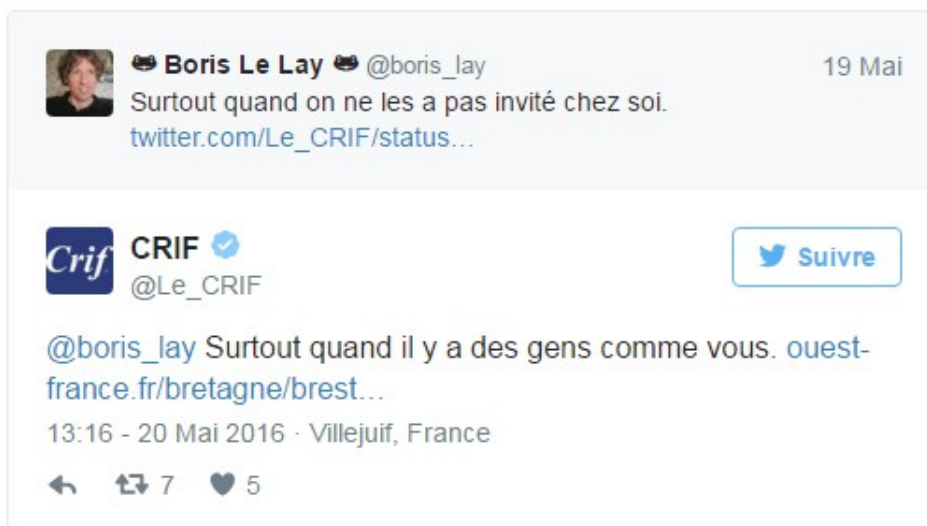 Boris Le Lay @boris_lay 19 Mai
Surtout quand on ne les a pas invité chez soi.
twitter.com/Le_CRIF/status…
Crif
CRIF
@Le_CRIF
Suivre
@boris_lay Surtout quand il y a des gens comme vous. ouest-
france.fr/bretagne/brest…
13:16 - 20 Mai 2016 · Villejuif, France
7 5